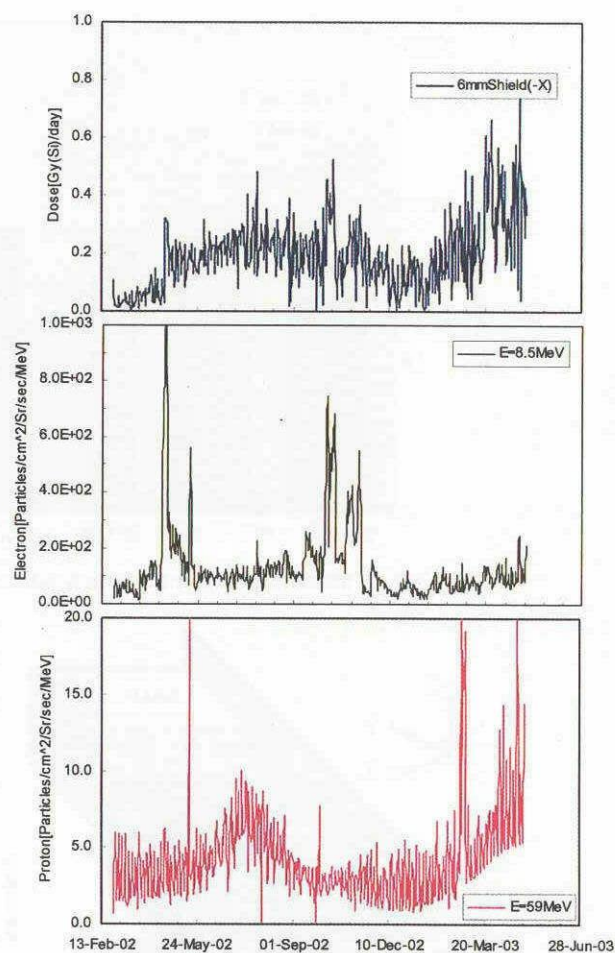 1.0
6mmShield(-X)
0.8
0.6
0.4
0.2
0.0
Dose[Gy(Si)/day]
1.0E+03
E=8.5MeV
8.0E+02
6.0E+02
4.0E+02
2.0E+02
0.0E+00
Electron[Particles/cm^2/Sr/sec/MeV]
20.0
15.0
10.0
5.0
0.0
Proton[Particles/cm^2/Sr/sec/MeV]
E=59MeV
13-Feb-02 24-May-02 01-Sep-02 10-Dec-02 20-Mar-03 28-Jun-03